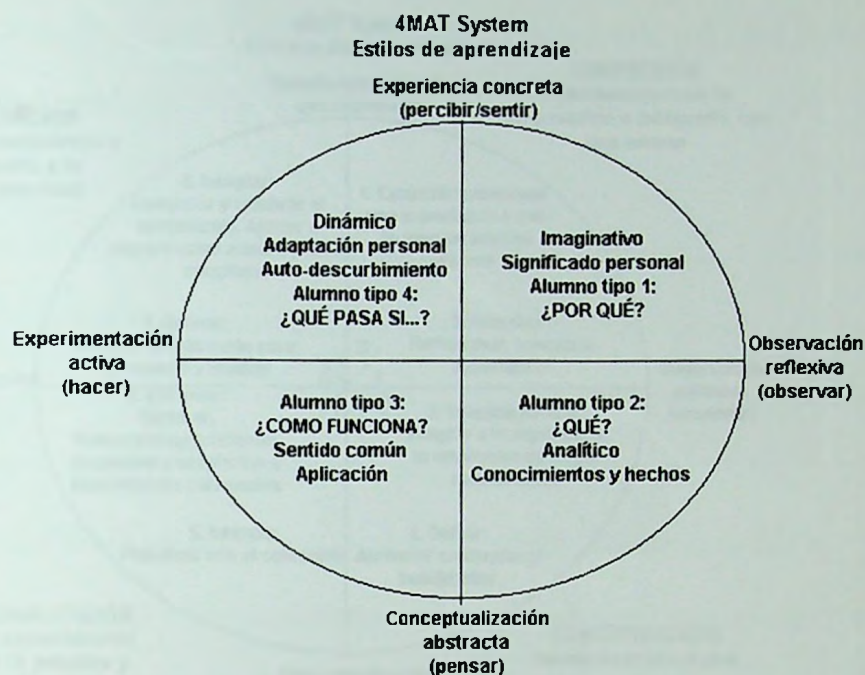 4MAT System
Estilos de aprendizaje
Experiencia concreta
(percibir/sentir)
Dinámico
Adaptación personal
Auto-descurbimiento
Alumno tipo 4:
¿QUÉ PASA SI...?
Imaginativo
Significado personal
Alumno tipo 1:
¿POR QUÉ?
Experimentación
activa
(hacer)
Observación
reflexiva
(observar)
Alumno tipo 3:
¿COMO FUNCIONA?
Sentido común
Aplicación
Alumno tipo 2:
¿QUÉ?
Analítico
Conocimientos y hechos
Conceptualización
abstracta
(pensar)